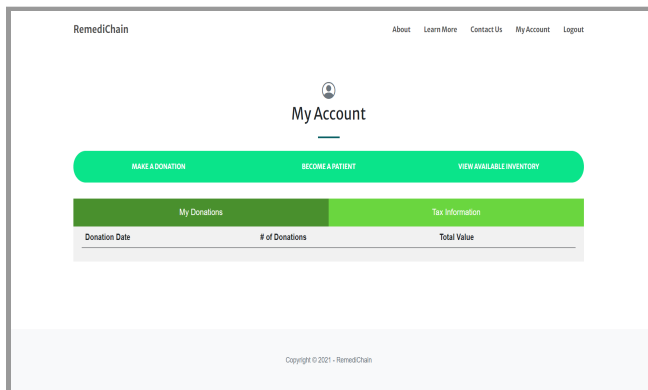 RemediChain About Learn More Contact Us My Account Logout
My Account
MAKE A DONATION BECOME A PATIENT VIEW AVAILABLE INVENTORY
My Donations Tax Information
Donation Date # of Donations Total Value
Copyright © 2021 - RemediChain